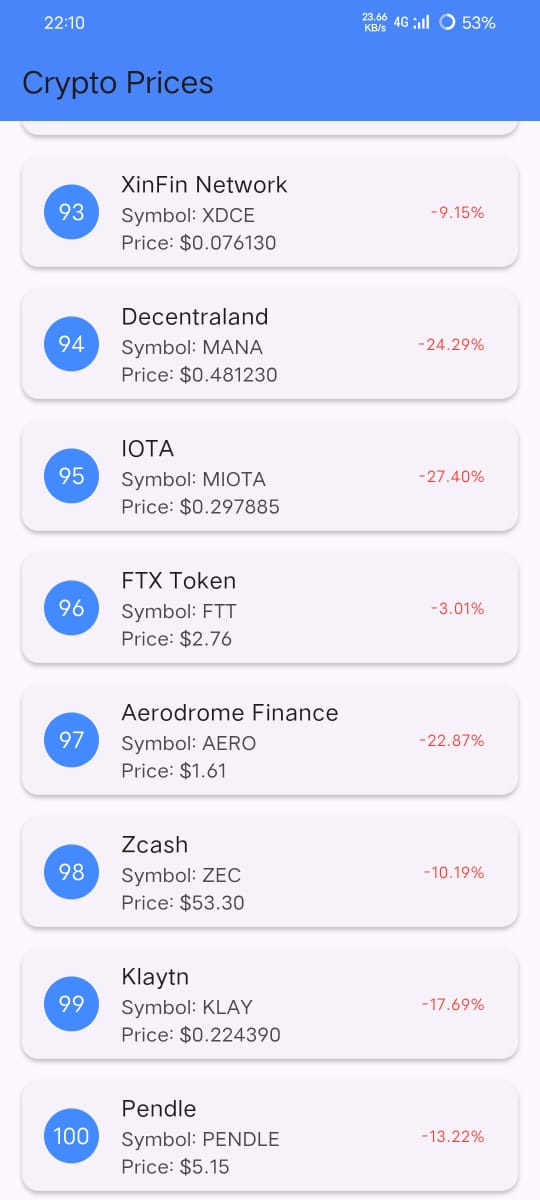 22:10
23.66
KB/s
4G
53%
Crypto Prices
93
XinFin Network
Symbol: XDCE
Price: $0.076130
-9.15%
94
Decentraland
Symbol: MANA
Price: $0.481230
-24.29%
95
IOTA
Symbol: MIOTA
Price: $0.297885
-27.40%
96
FTX Token
Symbol: FTT
Price: $2.76
-3.01%
97
Aerodrome Finance
Symbol: AERO
Price: $1.61
-22.87%
98
Zcash
Symbol: ZEC
Price: $53.30
-10.19%
99
Klaytn
Symbol: KLAY
Price: $0.224390
-17.69%
100
Pendle
Symbol: PENDLE
Price: $5.15
-13.22%